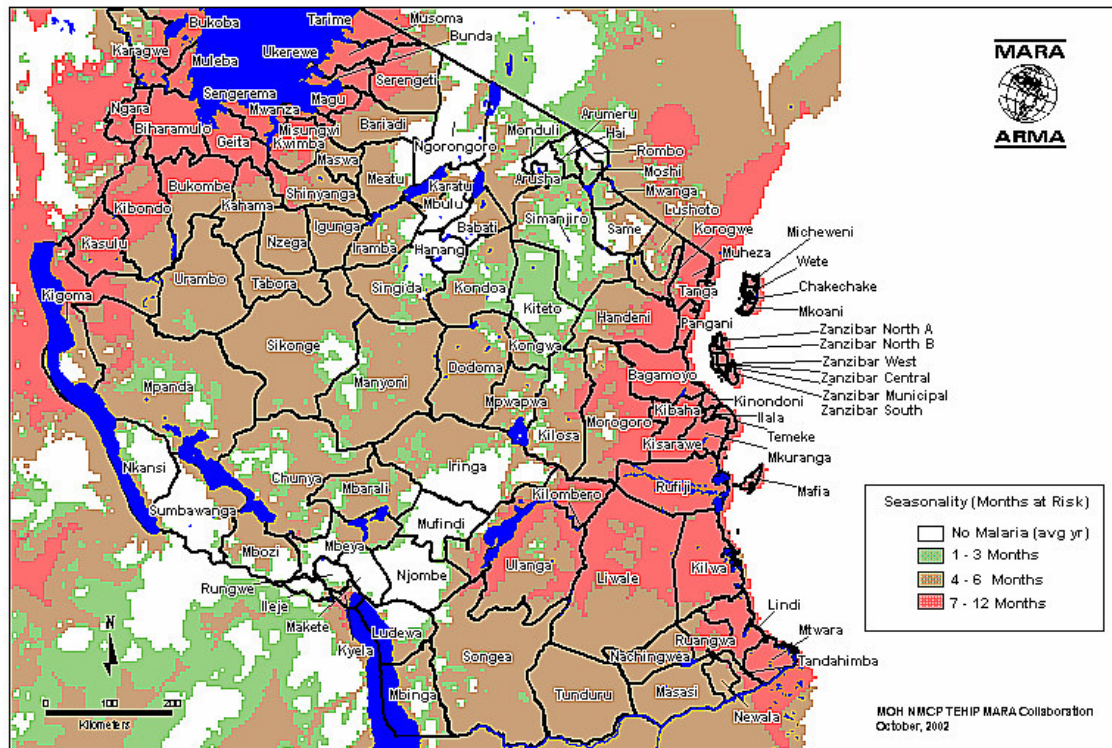 Bukoba
Tarime
Musoma
Karagwe
Ukerewe
Bunda
Muleba
Serengeti
MARA
ARMA
Ngara
Sengerema
Mwanza
Magu
Biharamulo
Geita
Misungwi
Kwimba
Bariadi
Ngorongoro
Monduli
Arumeru
Hai
Rombo
Maswa
Moshi
Bukombe
Shinyanga
Meatu
Karatu
Arusha
Mwanga
Kibondo
Kahama
Mbulu
Lushoto
Kasulu
Igunga
Babati
Simanjiro
Same
Korogwe
Nzega
Iramba
Hanang
Muheza
Micheweni
Wete
Chakechake
Mkoani
Kigoma
Urambo
Tabora
Singida
Kondoa
Kiteto
Handeni
Tanga
Pangani
Zanzibar North A
Zanzibar North B
Zanzibar West
Zanzibar Central
Zanzibar Municipal
Zanzibar South
Sikonge
Kongwa
Dodoma
Bagamoyo
Mpanda
Manyoni
Mpwapwa
Kinondoni
Kibaha
Ilala
Morogoro
Temeke
Kilosa
Kisarawe
Mkuranga
Nkansi
Chunya
Iringa
Mbarali
Kilombero
Rufiji
Mafia
Sumbawanga
Mufindi
Seasonality (Months at Risk)
No Malaria (avg yr)
1 - 3 Months
4 - 6 Months
7 - 12 Months
Mbozi
Mbeya
Njombe
Ulanga
Liwale
Kilwa
Rungwe
Ileje
Makete
Kyela
Ludewa
Lindi
Ruangwa
Mtwara
N
Songea
Nachingwea
Tandahimba
Mbinga
Tunduru
Masasi
Newala
0 100 200
Kilometers
MOH NMCP TEHIP MARA Collaboration
October, 2002